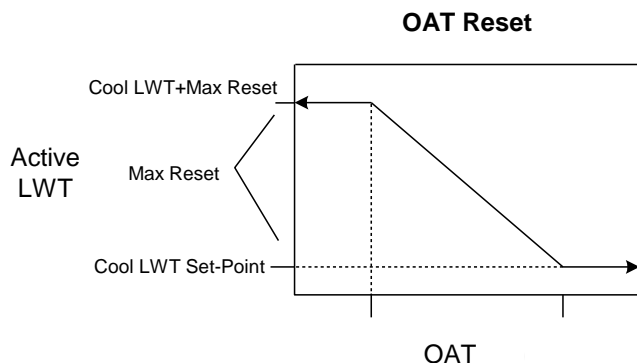 OAT Reset
Cool LWT+Max Reset
Active
LWT
Max Reset
Cool LWT Set-Point
OAT